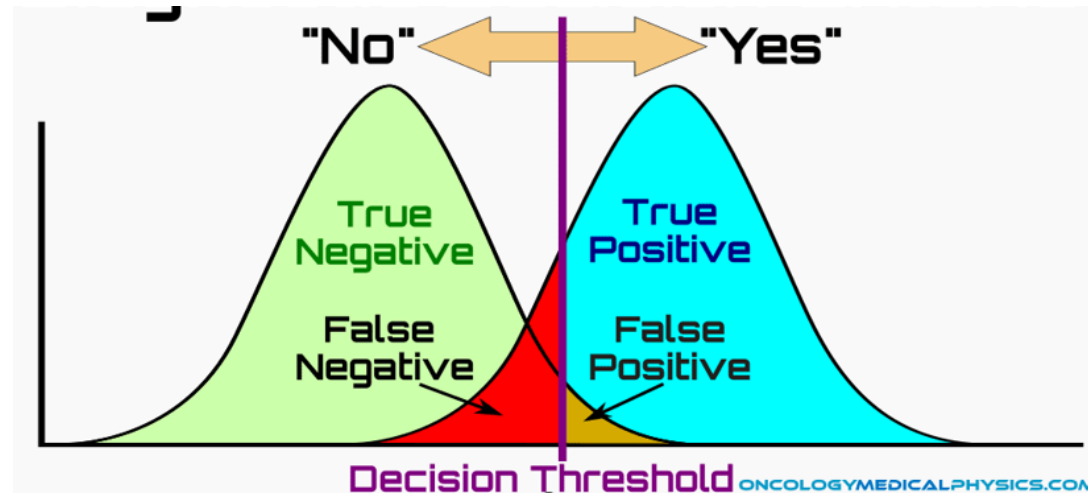 "No" "Yes"
True
Negative
True
Positive
False
Negative
False
Positive
Decision Threshold
ONCOLOGYMEDICALPHYSICS.COM